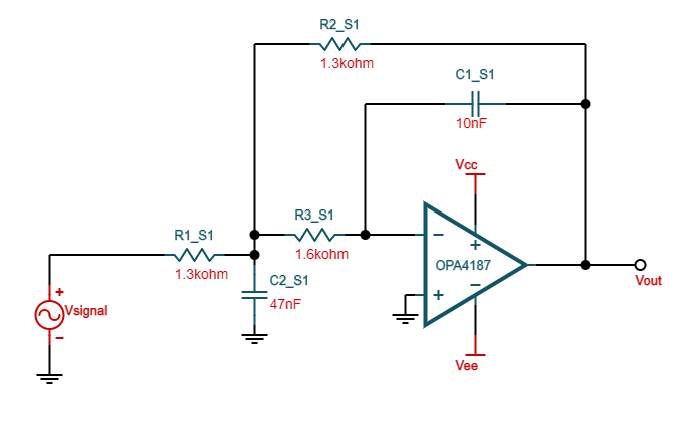 R2_S1
1.3kohm
C1_S1
10nF
Vcc
R3_S1
1.6kohm
R1_S1
1.3kohm
C2_S1
47nF
OPA4187
+
−
−
+
Vout
+
Vsignal
−
Vee